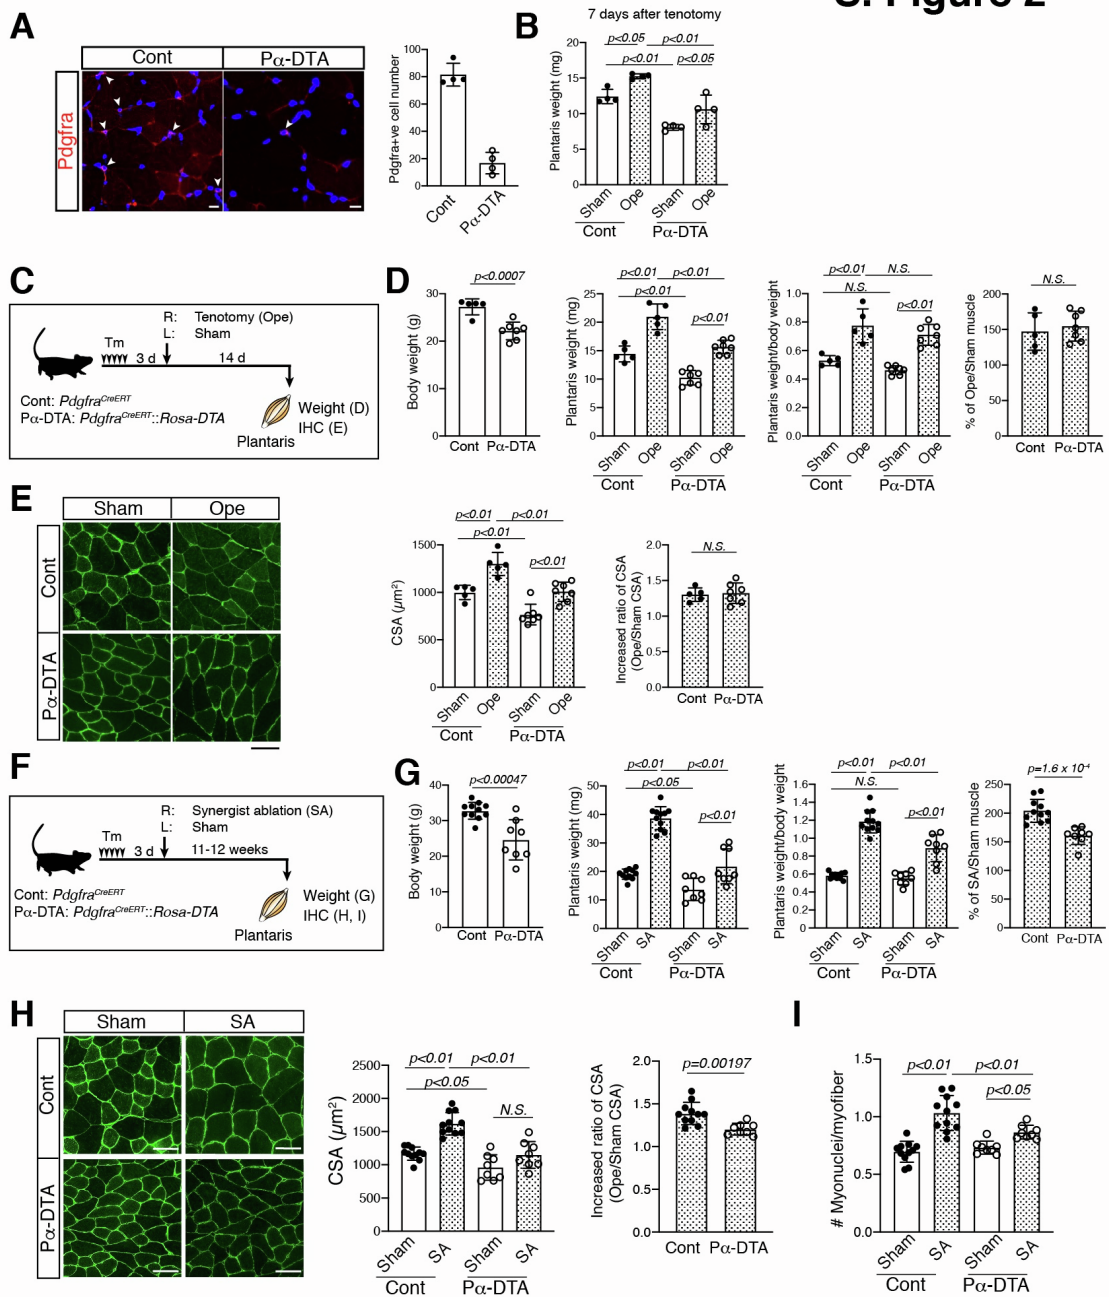 S. Figure 2
A
Cont
Pα-DTA
Pdgfra
Pdgfra+ve cell number
100
80
60
40
20
0
Cont
Pα-DTA
B
7 days after tenotomy
p<0.05
p<0.01
p<0.01
p<0.05
Plantaris weight (mg)
20
15
10
5
0
Sham
Ope
Sham
Ope
Cont
Pα-DTA
C
R: Tenotomy (Ope)
L: Sham
Tm
3 d
14 d
Cont: PdgfraCreERT
Pα-DTA: PdgfraCreERT::Rosa-DTA
Weight (D)
IHC (E)
Plantaris
D
p<0.0007
Body weight (g)
30
20
10
0
Cont
Pα-DTA
p<0.01
p<0.01
p<0.01
p<0.01
Plantaris weight (mg)
25
20
15
10
5
0
Sham
Ope
Sham
Ope
Cont
Pα-DTA
p<0.01
N.S.
N.S.
p<0.01
Plantaris weight/body weight
1.0
0.8
0.6
0.4
0.2
0.0
Sham
Ope
Sham
Ope
Cont
Pα-DTA
N.S.
% of Ope/Sham muscle
200
150
100
50
0
Cont
Pα-DTA
E
Sham
Ope
Cont
Pα-DTA
p<0.01
p<0.01
p<0.01
p<0.01
CSA (µm²)
1500
1000
500
0
Sham
Ope
Sham
Ope
Cont
Pα-DTA
N.S.
Increased ratio of CSA
(Ope/Sham CSA)
2.0
1.5
1.0
0.5
0.0
Cont
Pα-DTA
F
R: Synergist ablation (SA)
L: Sham
Tm
3 d
11-12 weeks
Cont: PdgfraCreERT
Pα-DTA: PdgfraCreERT::Rosa-DTA
Weight (G)
IHC (H, I)
Plantaris
G
p<0.00047
Body weight (g)
40
30
20
10
0
Cont
Pα-DTA
p<0.01
p<0.01
p<0.05
p<0.01
Plantaris weight (mg)
50
40
30
20
10
0
Sham
SA
Sham
SA
Cont
Pα-DTA
p<0.01
p<0.01
N.S.
p<0.01
Plantaris weight/body weight
1.6
1.4
1.2
1.0
0.8
0.6
0.4
0.2
0
Sham
SA
Sham
SA
Cont
Pα-DTA
p=1.6 x 10⁻⁴
% of SA/Sham muscle
250
200
150
100
50
0
Cont
Pα-DTA
H
Sham
SA
Cont
Pα-DTA
p<0.01
p<0.01
p<0.05
N.S.
CSA (µm²)
2500
2000
1500
1000
500
0
Sham
SA
Sham
SA
Cont
Pα-DTA
p=0.00197
Increased ratio of CSA
(Ope/Sham CSA)
2.0
1.5
1.0
0.5
0.0
Cont
Pα-DTA
I
p<0.01
p<0.01
p<0.05
# Myonuclei/myofiber
1.5
1.0
0.5
0.0
Sham
SA
Sham
SA
Cont
Pα-DTA